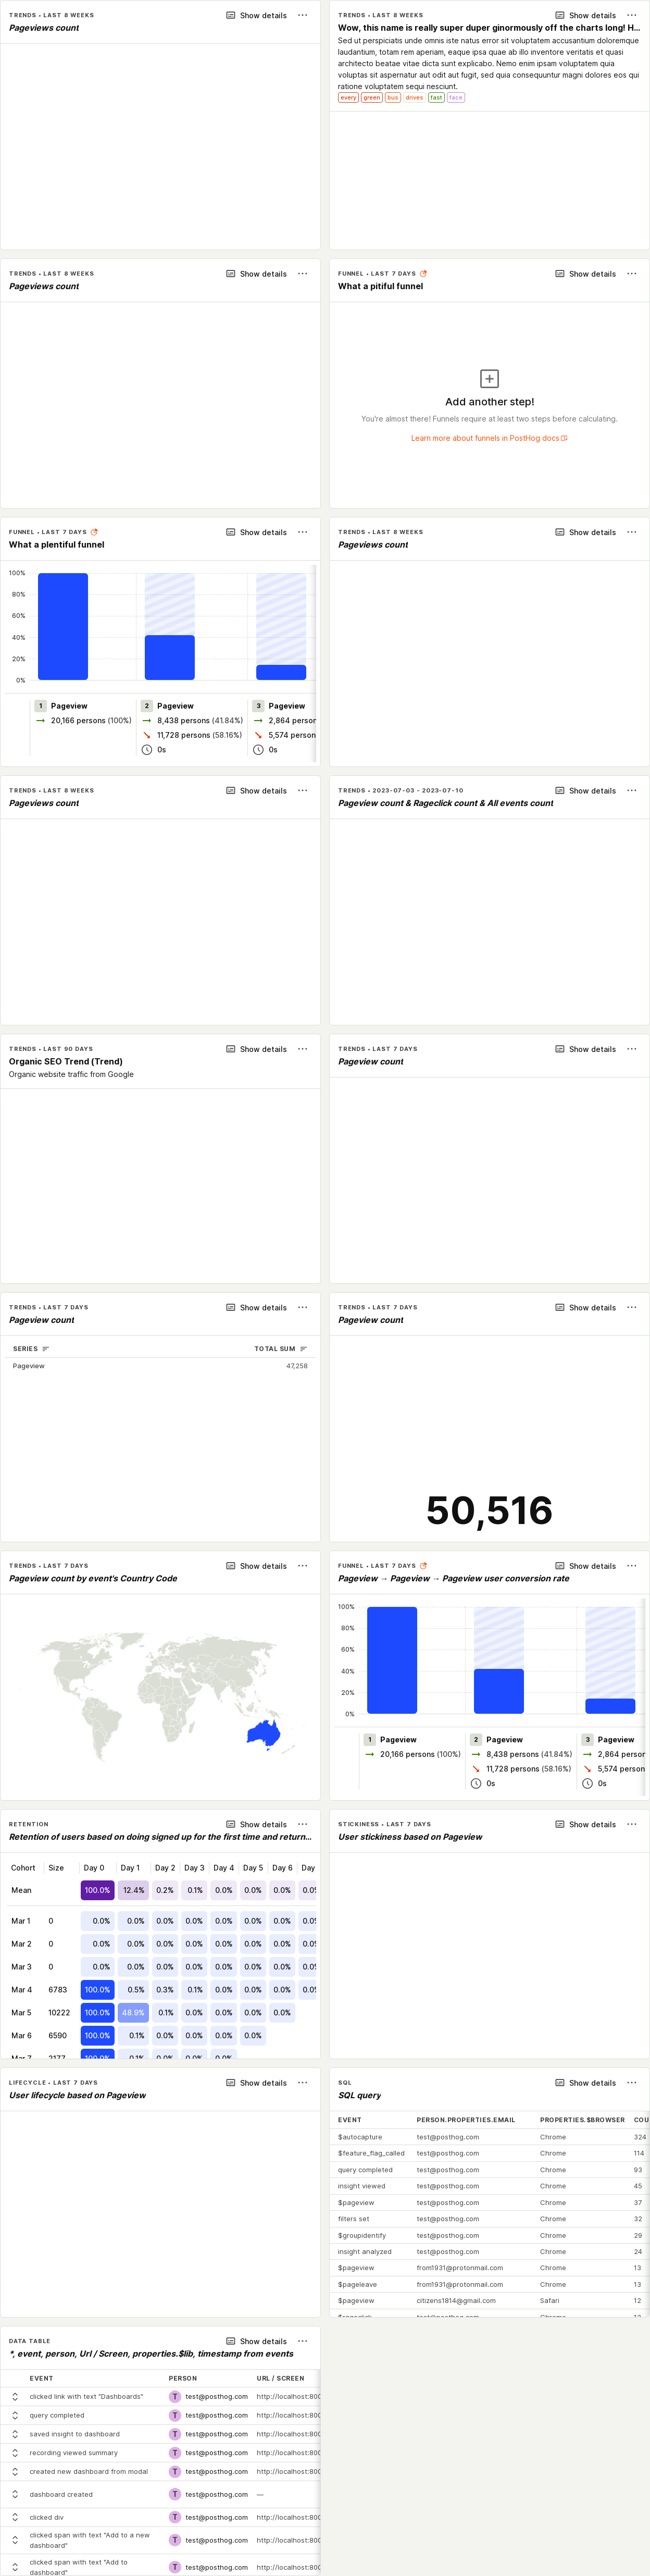 TRENDS • LAST 8 WEEKS
Show details
Pageviews count
TRENDS • LAST 8 WEEKS
Show details
Wow, this name is really super duper ginormously off the charts long! H...
Sed ut perspiciatis unde omnis iste natus error sit voluptatem accusantium doloremque
laudantium, totam rem aperiam, eaque ipsa quae ab illo inventore veritatis et quasi
architecto beatae vitae dicta sunt explicabo. Nemo enim ipsam voluptatem quia
voluptas sit aspernatur aut odit aut fugit, sed quia consequuntur magni dolores eos qui
ratione voluptatem sequi nesciunt.
every green bus drives fast face
TRENDS • LAST 8 WEEKS
Show details
Pageviews count
FUNNEL • LAST 7 DAYS
Show details
What a pitiful funnel
Add another step!
You're almost there! Funnels require at least two steps before calculating.
Learn more about funnels in PostHog docs
FUNNEL • LAST 7 DAYS
Show details
What a plentiful funnel
100%
80%
60%
40%
20%
0%
1 Pageview
20,166 persons (100%)
2 Pageview
8,438 persons (41.84%)
11,728 persons (58.16%)
0s
3 Pageview
2,864 person
5,574 person
0s
TRENDS • LAST 8 WEEKS
Show details
Pageviews count
TRENDS • LAST 8 WEEKS
Show details
Pageviews count
TRENDS • 2023-07-03 - 2023-07-10
Show details
Pageview count & Rageclick count & All events count
TRENDS • LAST 90 DAYS
Show details
Organic SEO Trend (Trend)
Organic website traffic from Google
TRENDS • LAST 7 DAYS
Show details
Pageview count
TRENDS • LAST 7 DAYS
Show details
Pageview count
SERIES TOTAL SUM
Pageview 47,258
TRENDS • LAST 7 DAYS
Show details
Pageview count
50,516
TRENDS • LAST 7 DAYS
Show details
Pageview count by event's Country Code
FUNNEL • LAST 7 DAYS
Show details
Pageview → Pageview → Pageview user conversion rate
100%
80%
60%
40%
20%
0%
1 Pageview
20,166 persons (100%)
2 Pageview
8,438 persons (41.84%)
11,728 persons (58.16%)
0s
3 Pageview
2,864 person
5,574 person
0s
RETENTION
Show details
Retention of users based on doing signed up for the first time and return...
Cohort Size Day 0 Day 1 Day 2 Day 3 Day 4 Day 5 Day 6 Day
Mean 100.0% 12.4% 0.2% 0.1% 0.0% 0.0% 0.0% 0.0%
Mar 1 0 0.0% 0.0% 0.0% 0.0% 0.0% 0.0% 0.0% 0.0%
Mar 2 0 0.0% 0.0% 0.0% 0.0% 0.0% 0.0% 0.0% 0.0%
Mar 3 0 0.0% 0.0% 0.0% 0.0% 0.0% 0.0% 0.0% 0.0%
Mar 4 6783 100.0% 0.5% 0.3% 0.1% 0.0% 0.0% 0.0% 0.0%
Mar 5 10222 100.0% 48.9% 0.1% 0.0% 0.0% 0.0% 0.0%
Mar 6 6590 100.0% 0.1% 0.0% 0.0% 0.0% 0.0%
Mar 7 2177 100.0% 0.1% 0.0% 0.0% 0.0%
STICKINESS • LAST 7 DAYS
Show details
User stickiness based on Pageview
LIFECYCLE • LAST 7 DAYS
Show details
User lifecycle based on Pageview
SQL
Show details
SQL query
EVENT PERSON.PROPERTIES.EMAIL PROPERTIES.$BROWSER COU
$autocapture test@posthog.com Chrome 324
$feature_flag_called test@posthog.com Chrome 114
query completed test@posthog.com Chrome 93
insight viewed test@posthog.com Chrome 45
$pageview test@posthog.com Chrome 37
filters set test@posthog.com Chrome 32
$groupidentify test@posthog.com Chrome 29
insight analyzed test@posthog.com Chrome 24
$pageview from1931@protonmail.com Chrome 13
$pageleave from1931@protonmail.com Chrome 13
$pageview citizens1814@gmail.com Safari 12
$rageclick test@posthog.com Chrome 12
DATA TABLE
Show details
*, event, person, Url / Screen, properties.$lib, timestamp from events
EVENT PERSON URL / SCREEN
clicked link with text "Dashboards" T test@posthog.com http://localhost:800
query completed T test@posthog.com http://localhost:800
saved insight to dashboard T test@posthog.com http://localhost:800
recording viewed summary T test@posthog.com http://localhost:800
created new dashboard from modal T test@posthog.com http://localhost:800
dashboard created T test@posthog.com —
clicked div T test@posthog.com http://localhost:800
clicked span with text "Add to a new
dashboard" T test@posthog.com http://localhost:800
clicked span with text "Add to
dashboard" T test@posthog.com http://localhost:800